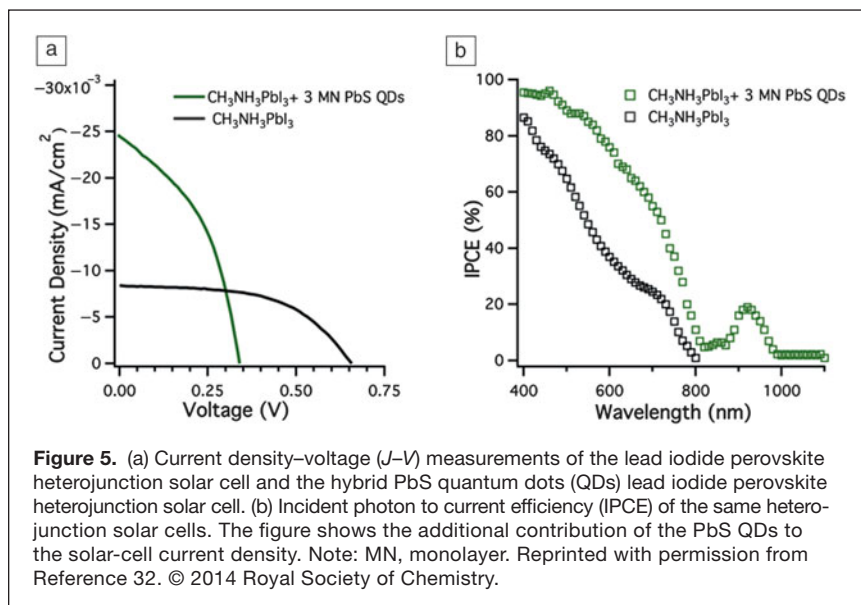 a
−30x10⁻³
−25
−20
−15
−10
−5
0
Current Density (mA/cm²)
CH₃NH₃PbI₃+ 3 MN PbS QDs
CH₃NH₃PbI₃
0.00
0.25
0.50
0.75
Voltage (V)
b
100
80
60
40
20
0
IPCE (%)
CH₃NH₃PbI₃+ 3 MN PbS QDs
CH₃NH₃PbI₃
400
600
800
1000
Wavelength (nm)
Figure 5. (a) Current density–voltage (J–V) measurements of the lead iodide perovskite
heterojunction solar cell and the hybrid PbS quantum dots (QDs) lead iodide perovskite
heterojunction solar cell. (b) Incident photon to current efficiency (IPCE) of the same hetero-
junction solar cells. The figure shows the additional contribution of the PbS QDs to
the solar-cell current density. Note: MN, monolayer. Reprinted with permission from
Reference 32. © 2014 Royal Society of Chemistry.